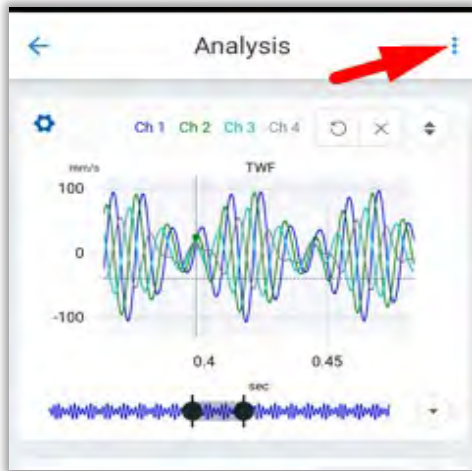 Analysis
Ch 1 Ch 2 Ch 3 Ch 4
mm/s
TWF
100
0
-100
0.4 0.45
sec